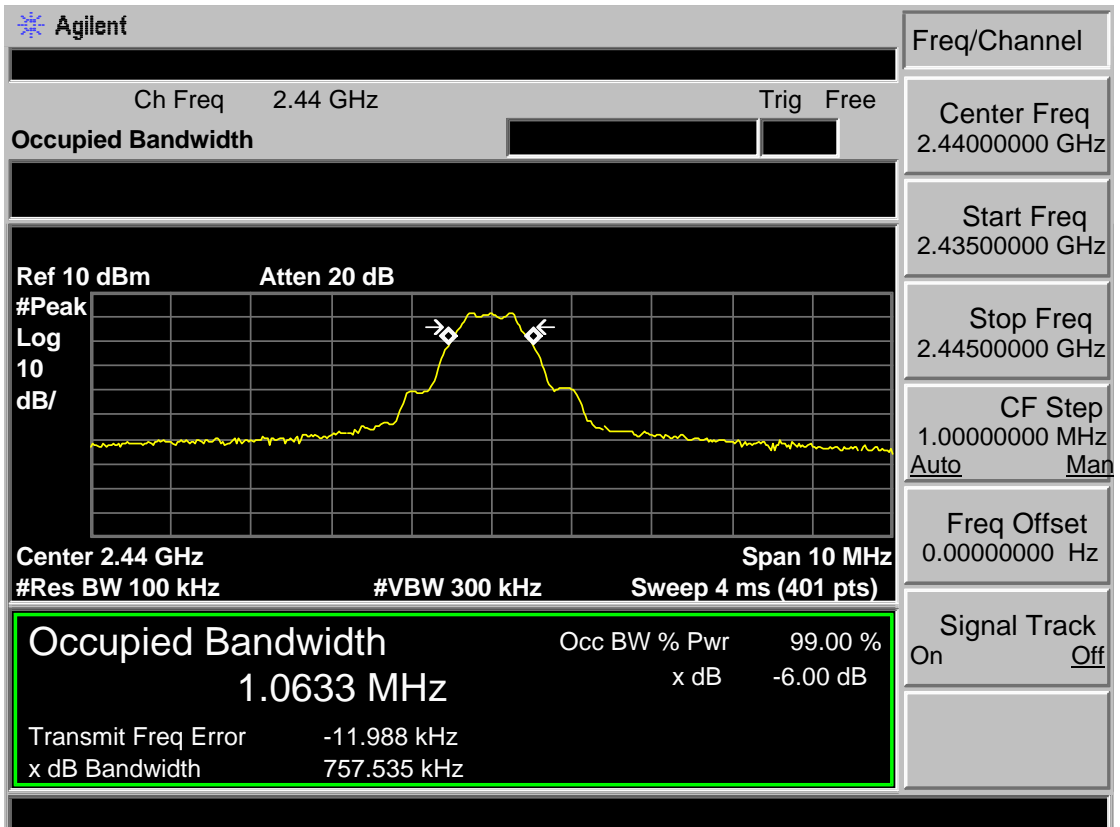 Agilent
Freq/Channel
Ch Freq 2.44 GHz Trig Free
Occupied Bandwidth
Center Freq
2.44000000 GHz
Start Freq
2.43500000 GHz
Stop Freq
2.44500000 GHz
CF Step
1.00000000 MHz
Auto Man
Freq Offset
0.00000000 Hz
Signal Track
On Off
Ref 10 dBm Atten 20 dB
#Peak
Log
10
dB/
Center 2.44 GHz Span 10 MHz
#Res BW 100 kHz #VBW 300 kHz Sweep 4 ms (401 pts)
Occupied Bandwidth Occ BW % Pwr 99.00 %
1.0633 MHz x dB -6.00 dB
Transmit Freq Error -11.988 kHz
x dB Bandwidth 757.535 kHz